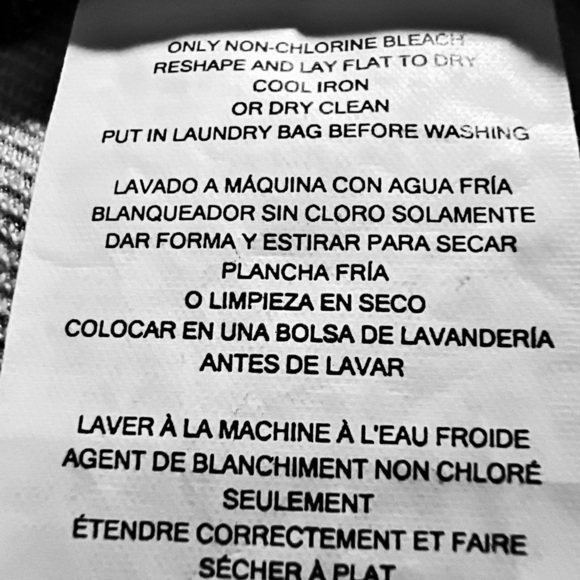 ONLY NON-CHLORINE BLEACH
RESHAPE AND LAY FLAT TO DRY
COOL IRON
OR DRY CLEAN
PUT IN LAUNDRY BAG BEFORE WASHING
LAVADO A MÁQUINA CON AGUA FRÍA
BLANQUEADOR SIN CLORO SOLAMENTE
DAR FORMA Y ESTIRAR PARA SECAR
PLANCHA FRÍA
O LIMPIEZA EN SECO
COLOCAR EN UNA BOLSA DE LAVANDERÍA
ANTES DE LAVAR
LAVER À LA MACHINE À L'EAU FROIDE
AGENT DE BLANCHIMENT NON CHLORÉ
SEULEMENT
ÉTENDRE CORRECTEMENT ET FAIRE
SÉCHER À PLAT